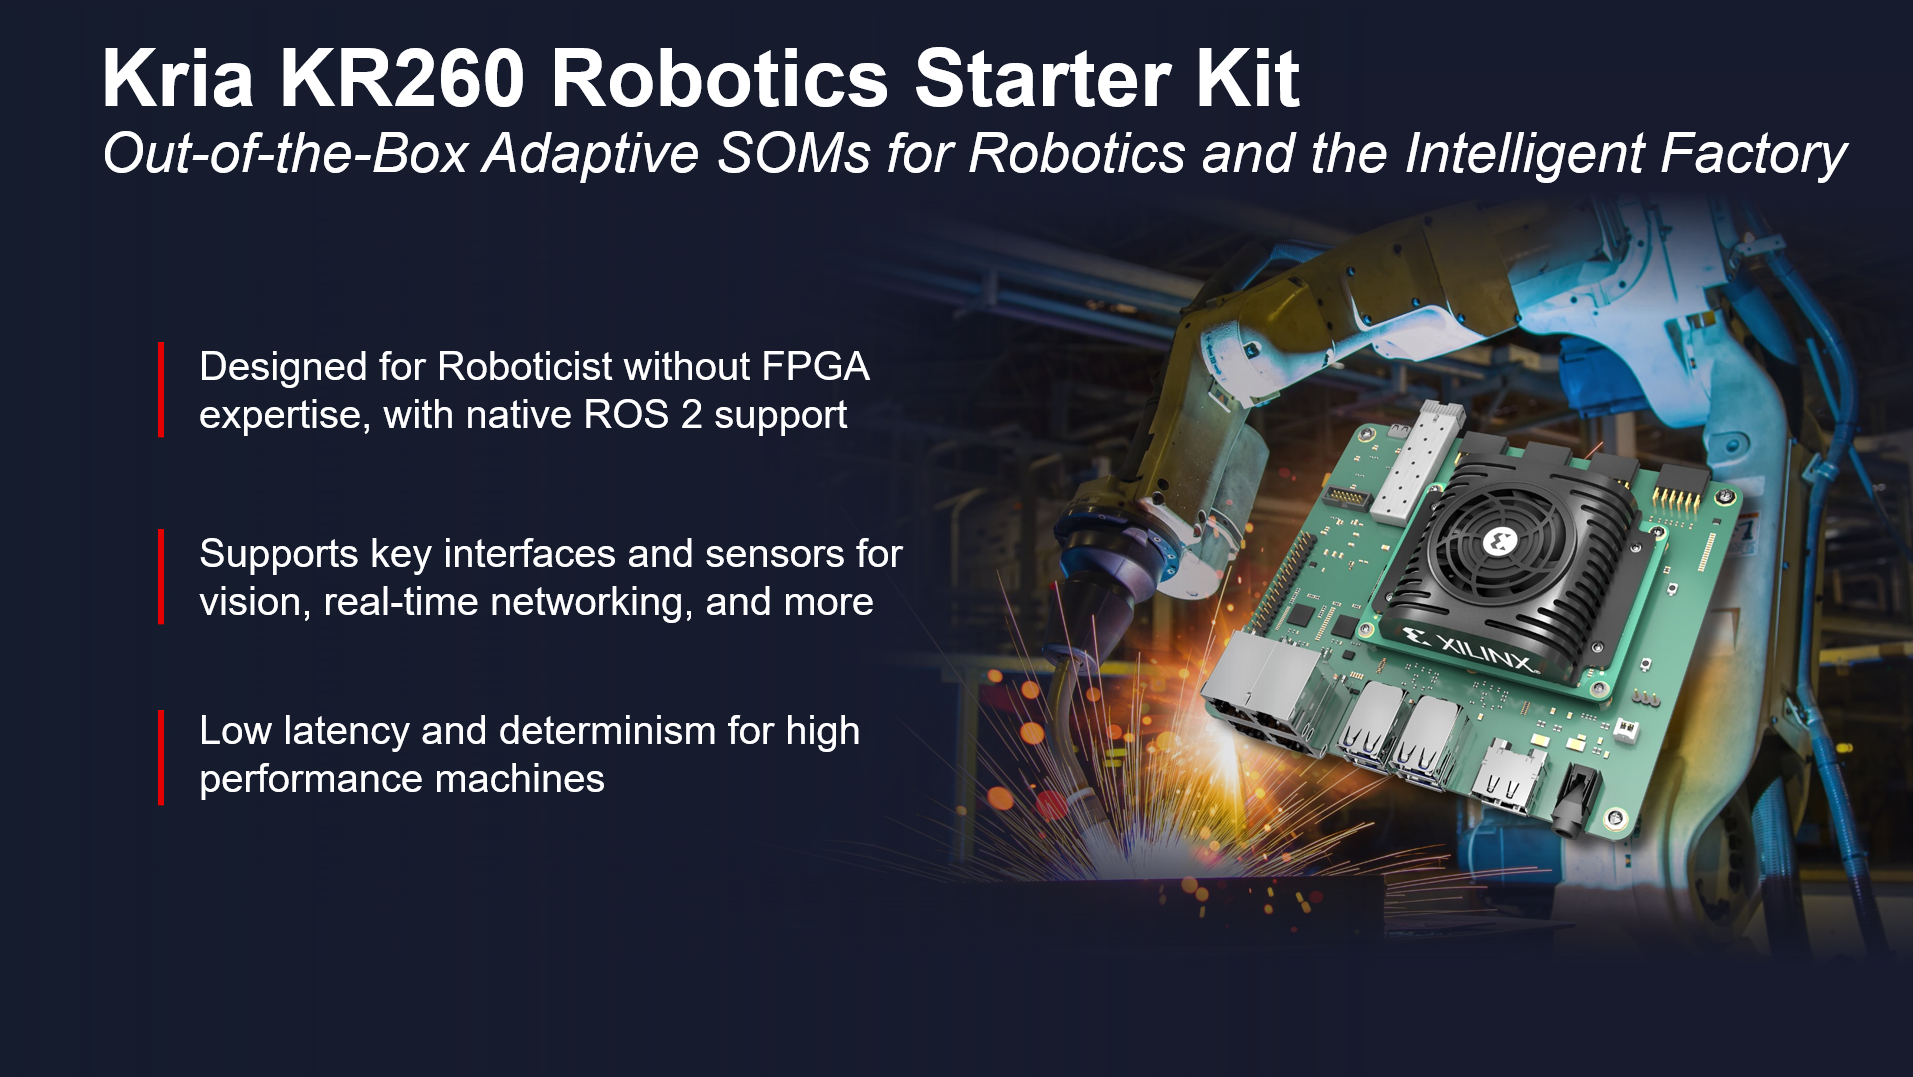 Kria KR260 Robotics Starter Kit
Out-of-the-Box Adaptive SOMs for Robotics and the Intelligent Factory
Designed for Roboticist without FPGA
expertise, with native ROS 2 support
Supports key interfaces and sensors for
vision, real-time networking, and more
Low latency and determinism for high
performance machines
XILINX